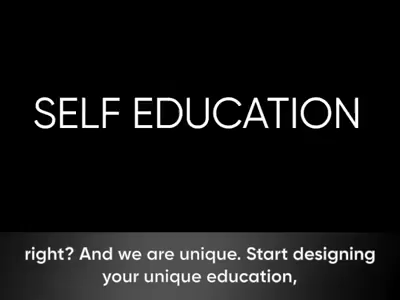 SELF EDUCATION
right? And we are unique. Start designing
your unique education,